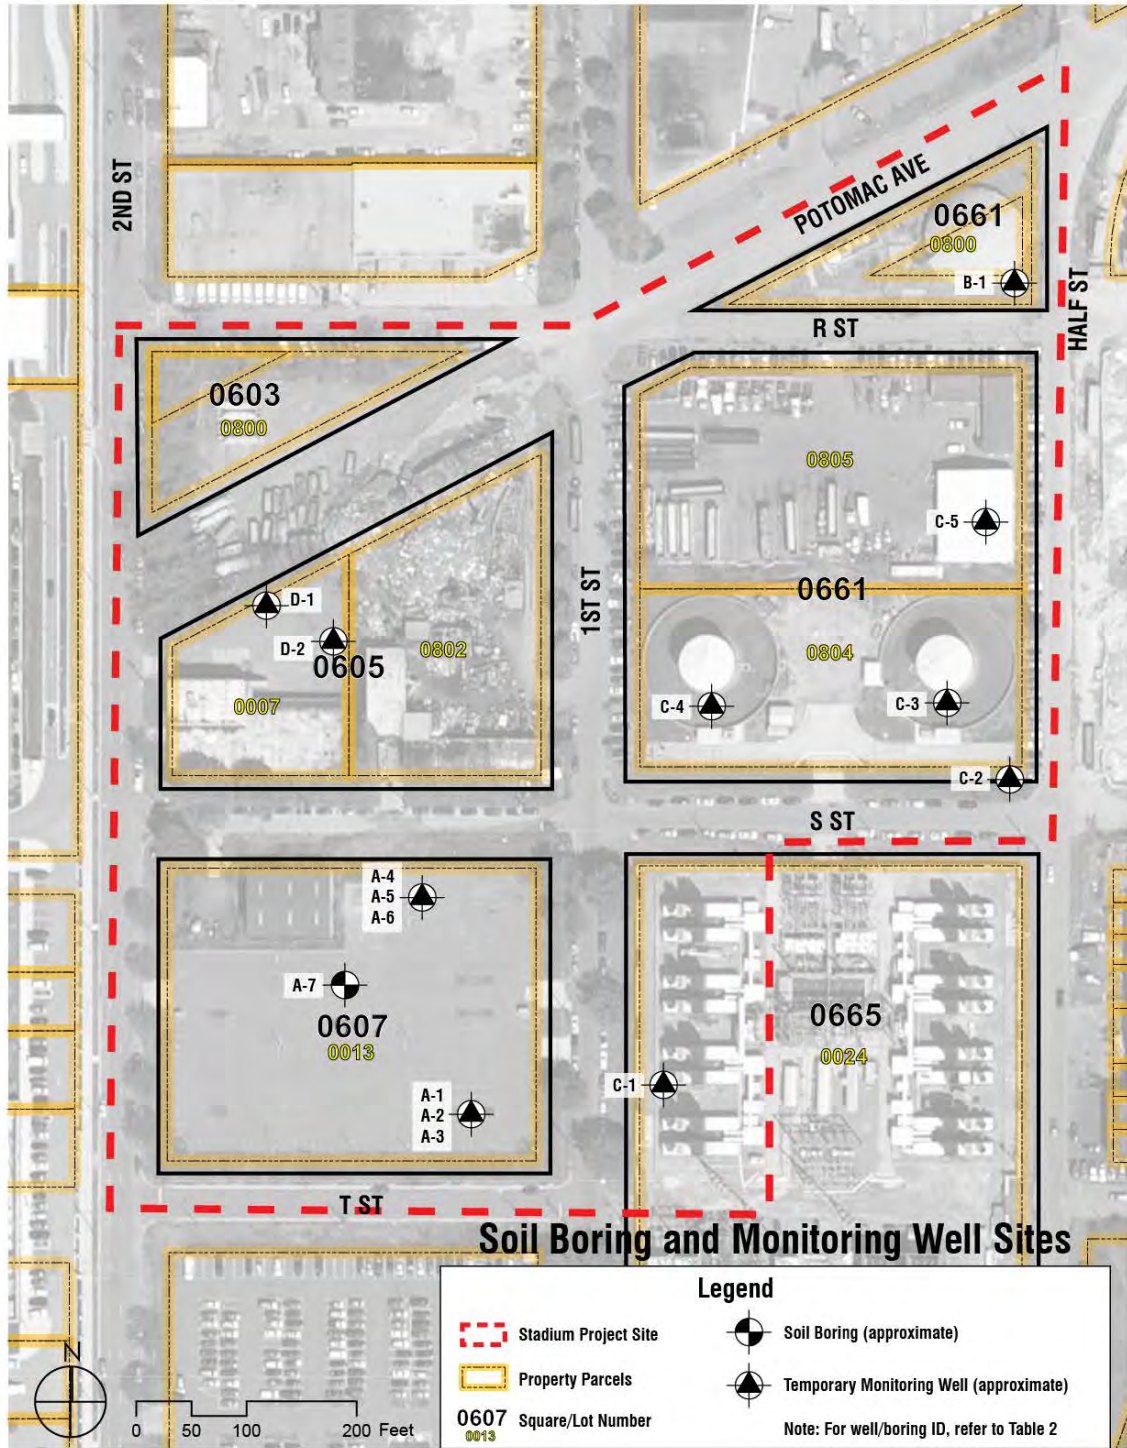 2ND ST
POTOMAC AVE
0661
0800
B-1
HALF ST
R ST
0603
0800
0805
C-5
1ST ST
0661
D-1
D-2
0605
0802
0804
0007
C-4
C-3
C-2
S ST
A-4
A-5
A-6
A-7
0607
0013
0665
0024
C-1
A-1
A-2
A-3
T ST
Soil Boring and Monitoring Well Sites
Legend
Stadium Project Site
Soil Boring (approximate)
Property Parcels
Temporary Monitoring Well (approximate)
0607 Square/Lot Number
0013
Note: For well/boring ID, refer to Table 2
N
0 50 100 200 Feet